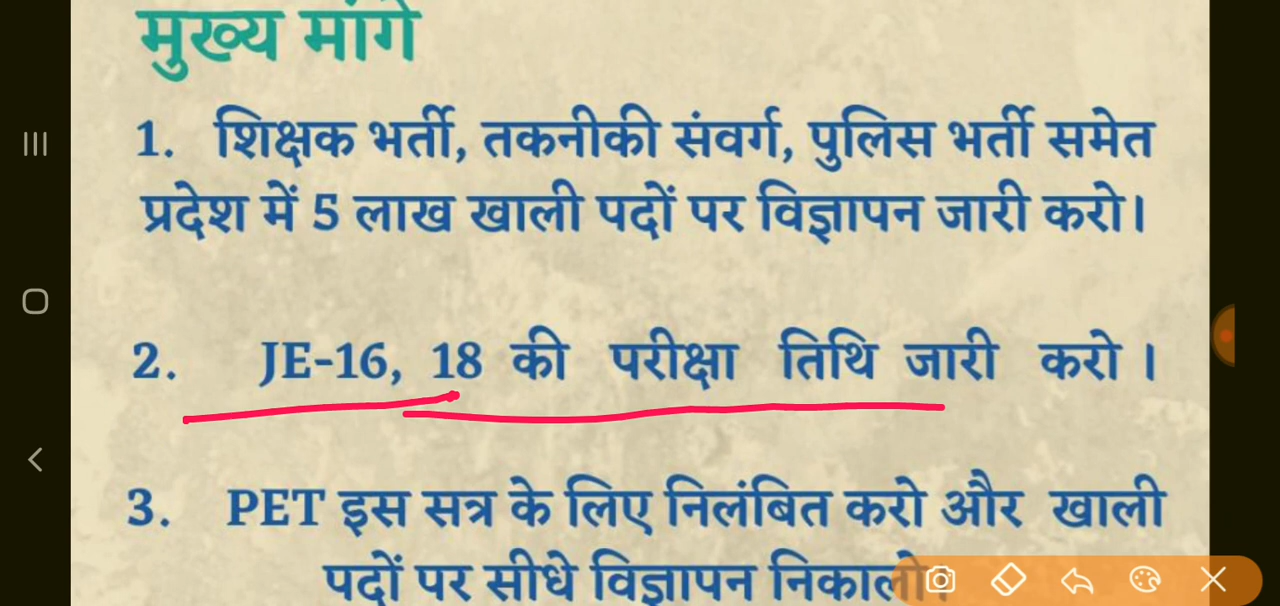 मुख्य मांगे
1. शिक्षक भर्ती, तकनीकी संवर्ग, पुलिस भर्ती समेत
प्रदेश में 5 लाख खाली पदों पर विज्ञापन जारी करो।
2. JE-16, 18 की परीक्षा तिथि जारी करो ।
3. PET इस सत्र के लिए निलंबित करो और खाली
पदों पर सीधे विज्ञापन निकालो।